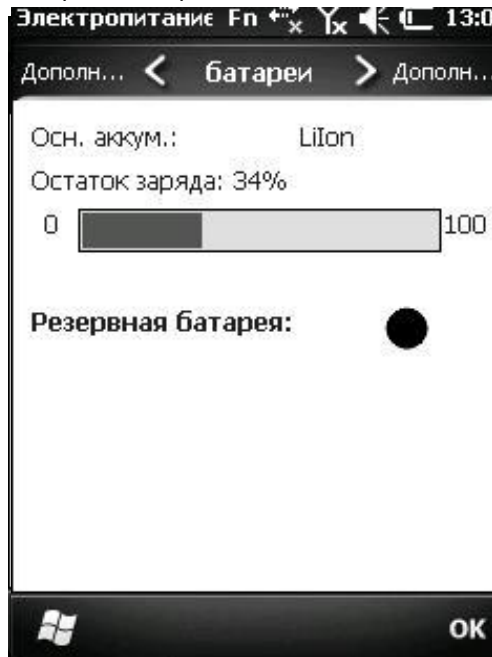 Электропитание Fn 13:0
Дополн... батареи Дополн...
Осн. аккум.: LiIon
Остаток заряда: 34%
0 100
Резервная батарея:
OK